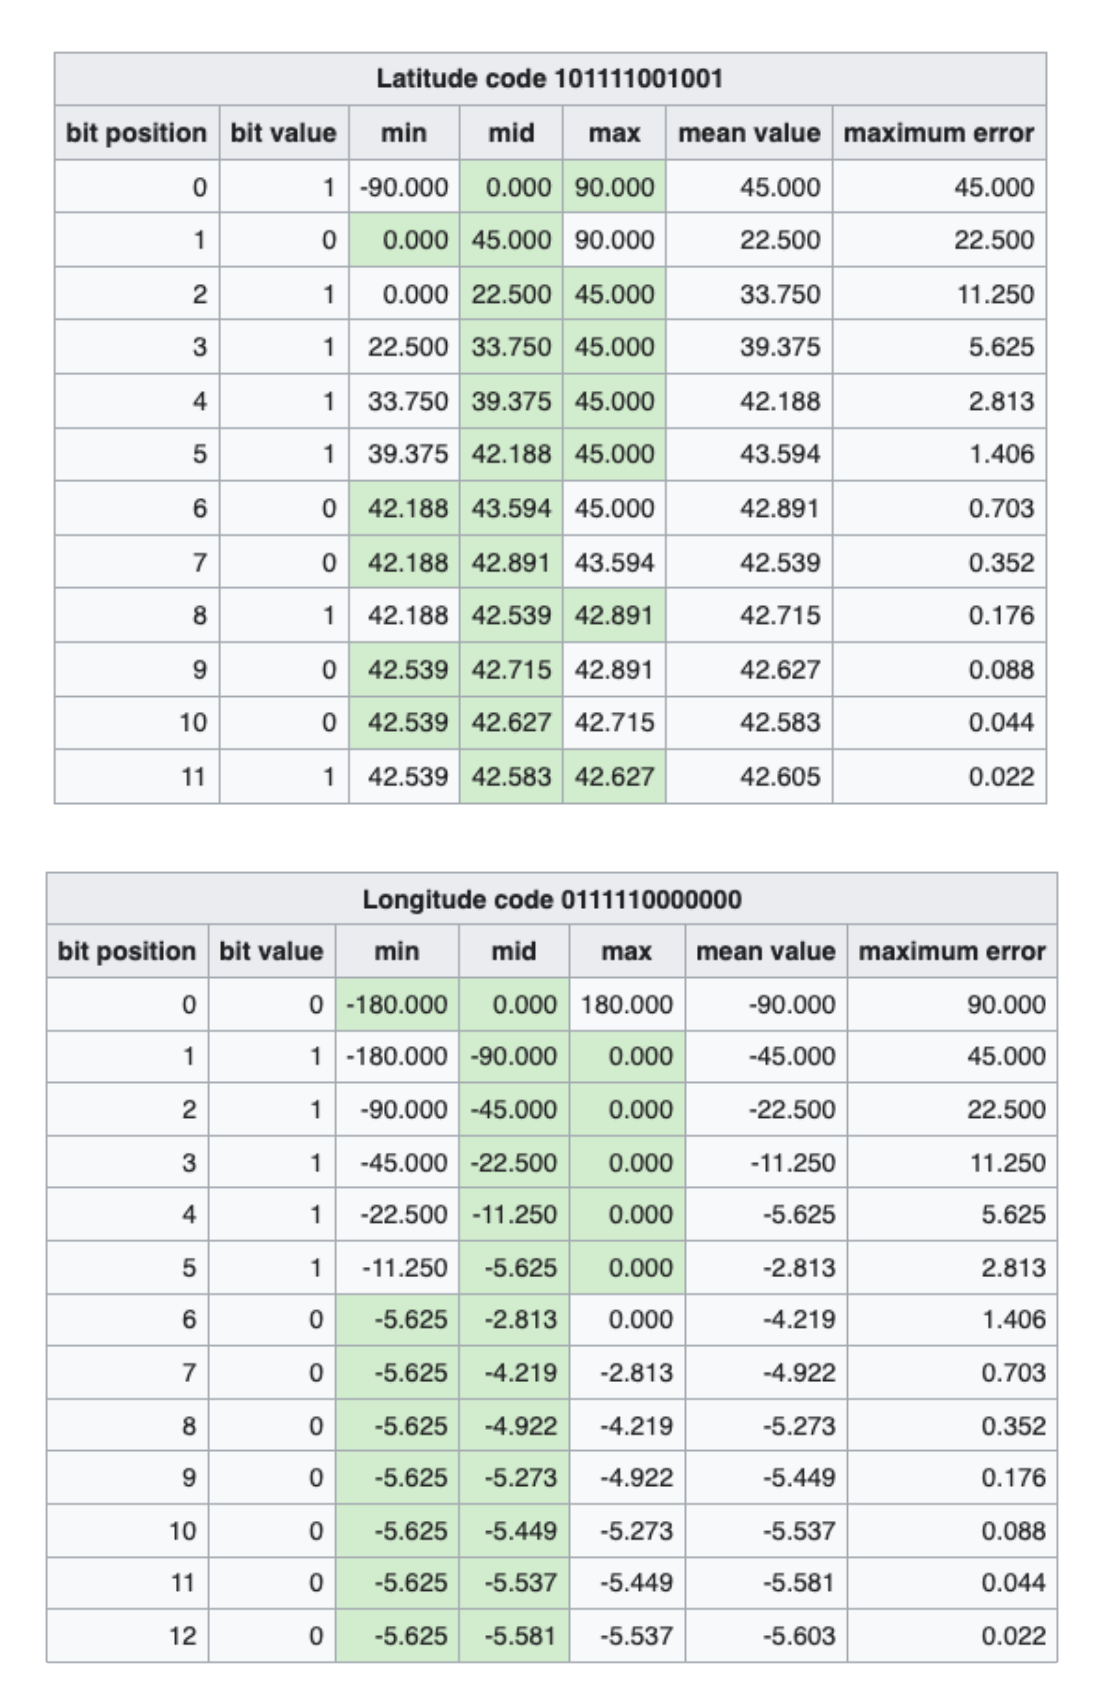 Latitude code 101111001001
bit position bit value min mid max mean value maximum error
0 1 -90.000 0.000 90.000 45.000 45.000
1 0 0.000 45.000 90.000 22.500 22.500
2 1 0.000 22.500 45.000 33.750 11.250
3 1 22.500 33.750 45.000 39.375 5.625
4 1 33.750 39.375 45.000 42.188 2.813
5 1 39.375 42.188 45.000 43.594 1.406
6 0 42.188 43.594 45.000 42.891 0.703
7 0 42.188 42.891 43.594 42.539 0.352
8 1 42.188 42.539 42.891 42.715 0.176
9 0 42.539 42.715 42.891 42.627 0.088
10 0 42.539 42.627 42.715 42.583 0.044
11 1 42.539 42.583 42.627 42.605 0.022
Longitude code 0111110000000
bit position bit value min mid max mean value maximum error
0 0 -180.000 0.000 180.000 -90.000 90.000
1 1 -180.000 -90.000 0.000 -45.000 45.000
2 1 -90.000 -45.000 0.000 -22.500 22.500
3 1 -45.000 -22.500 0.000 -11.250 11.250
4 1 -22.500 -11.250 0.000 -5.625 5.625
5 1 -11.250 -5.625 0.000 -2.813 2.813
6 0 -5.625 -2.813 0.000 -4.219 1.406
7 0 -5.625 -4.219 -2.813 -4.922 0.703
8 0 -5.625 -4.922 -4.219 -5.273 0.352
9 0 -5.625 -5.273 -4.922 -5.449 0.176
10 0 -5.625 -5.449 -5.273 -5.537 0.088
11 0 -5.625 -5.537 -5.449 -5.581 0.044
12 0 -5.625 -5.581 -5.537 -5.603 0.022